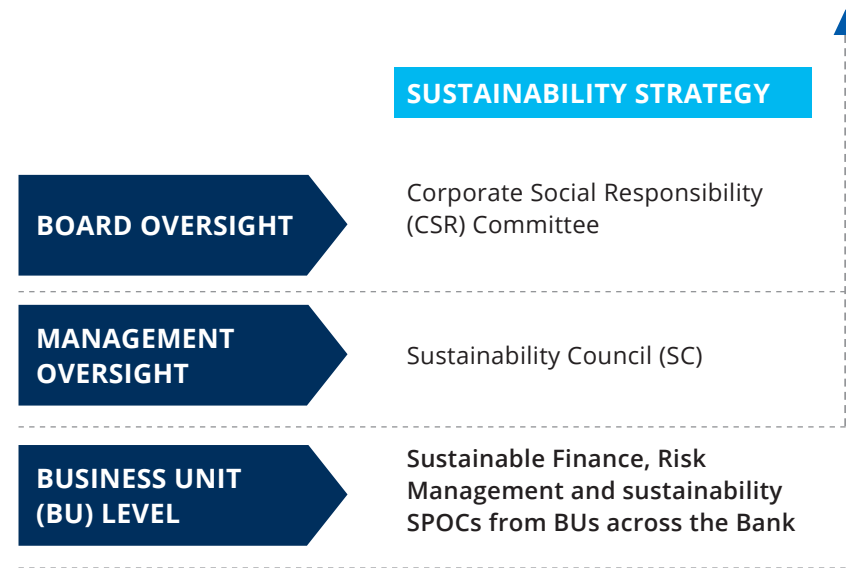 SUSTAINABILITY STRATEGY
BOARD OVERSIGHT
Corporate Social Responsibility
(CSR) Committee
MANAGEMENT
OVERSIGHT
Sustainability Council (SC)
BUSINESS UNIT
(BU) LEVEL
Sustainable Finance, Risk
Management and sustainability
SPOCs from BUs across the Bank